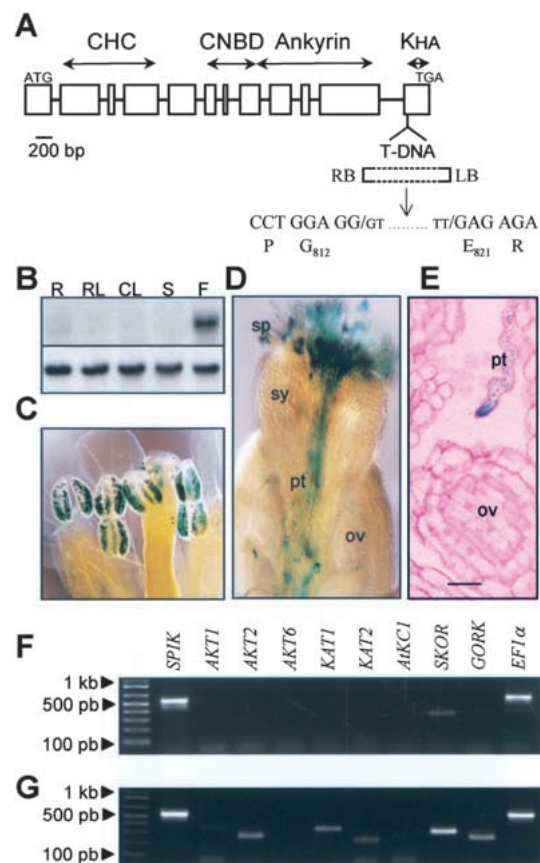 A
CHC CNBD Ankyrin KHA
ATG TGA
200 bp
T-DNA
RB LB
CCT GGA GG/GT ......... TT/GAG AGA
P G812 E821 R
B
R RL CL S F
C
D
sp
sy
pt
ov
E
pt
ov
F
SPIK AKT1 AKT2 AKT6 KAT1 KAT2 AtKC1 SKOR GORK EF1α
1 kb
500 pb
100 pb
G
1 kb
500 pb
100 pb